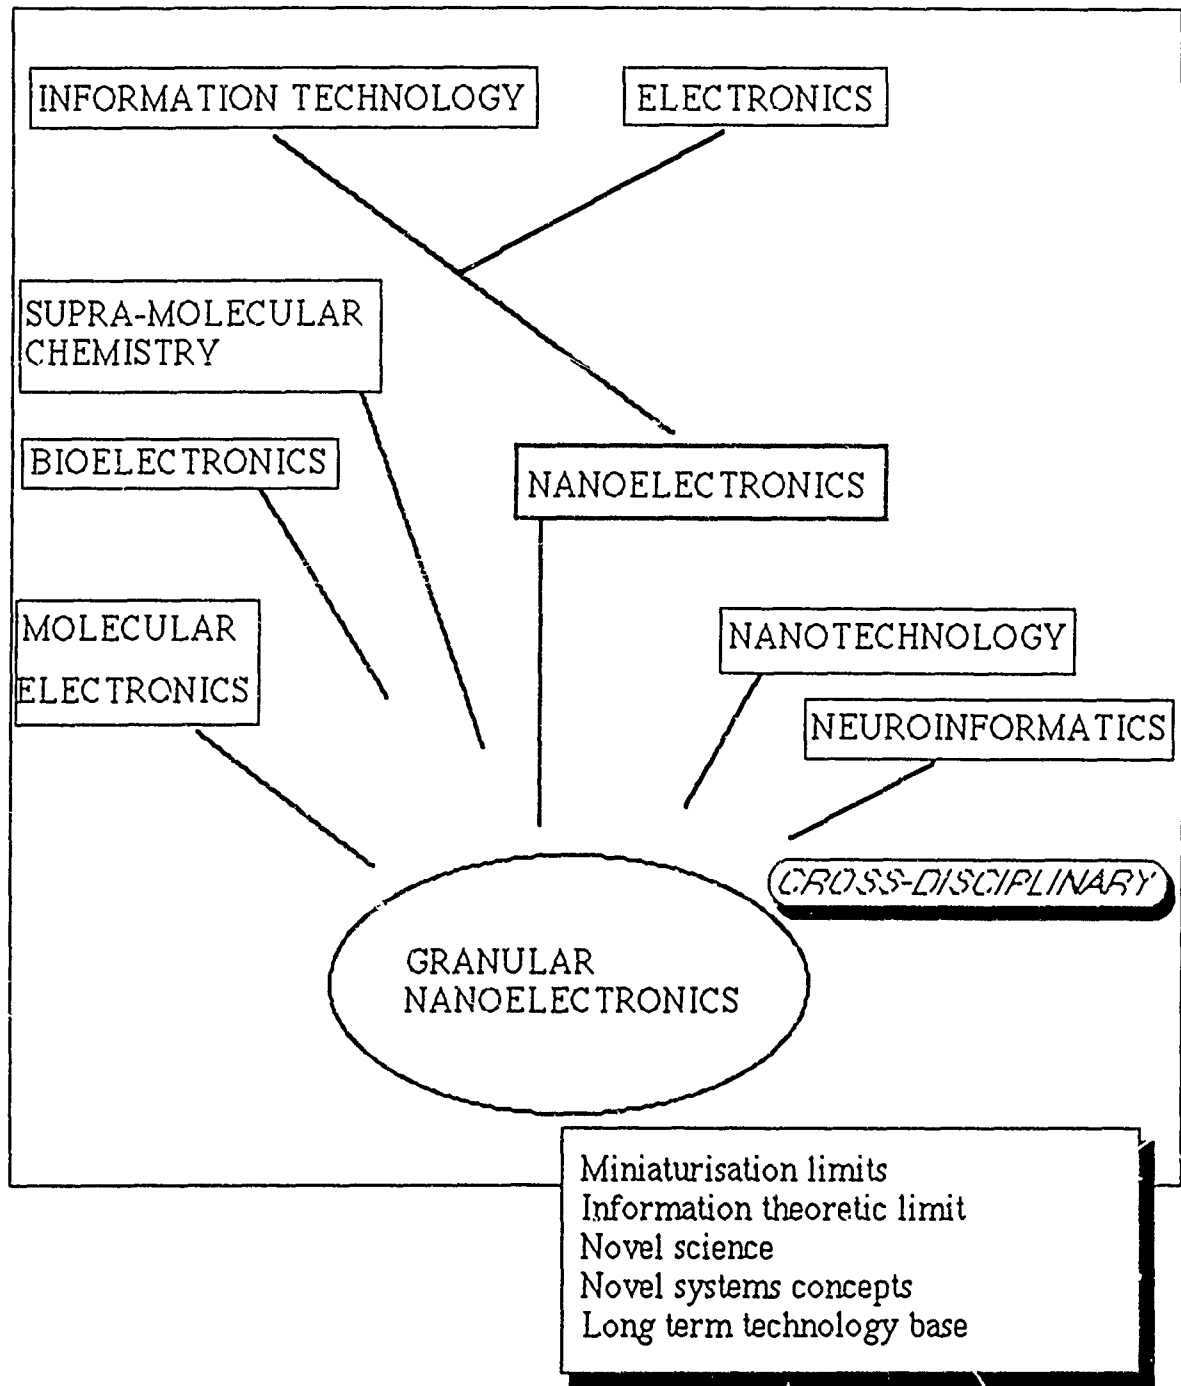 INFORMATION TECHNOLOGY
ELECTRONICS
SUPRA-MOLECULAR
CHEMISTRY
BIOELECTRONICS
NANOELECTRONICS
MOLECULAR
ELECTRONICS
NANOTECHNOLOGY
NEUROINFORMATICS
CROSS-DISCIPLINARY
GRANULAR
NANOELECTRONICS
Miniaturisation limits
Information theoretic limit
Novel science
Novel systems concepts
Long term technology base